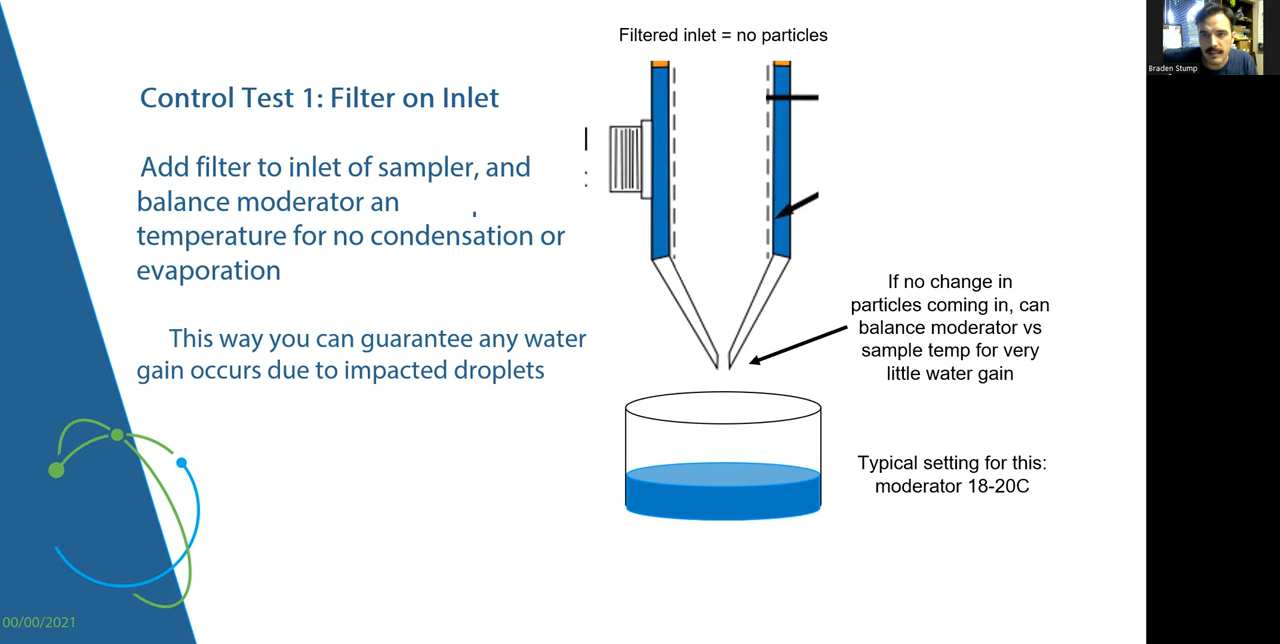 Filtered inlet = no particles
Control Test 1: Filter on Inlet
Add filter to inlet of sampler, and
balance moderator an
temperature for no condensation or
evaporation
This way you can guarantee any water
gain occurs due to impacted droplets
If no change in
particles coming in, can
balance moderator vs
sample temp for very
little water gain
Typical setting for this:
moderator 18-20C
00/00/2021
Braden Stump